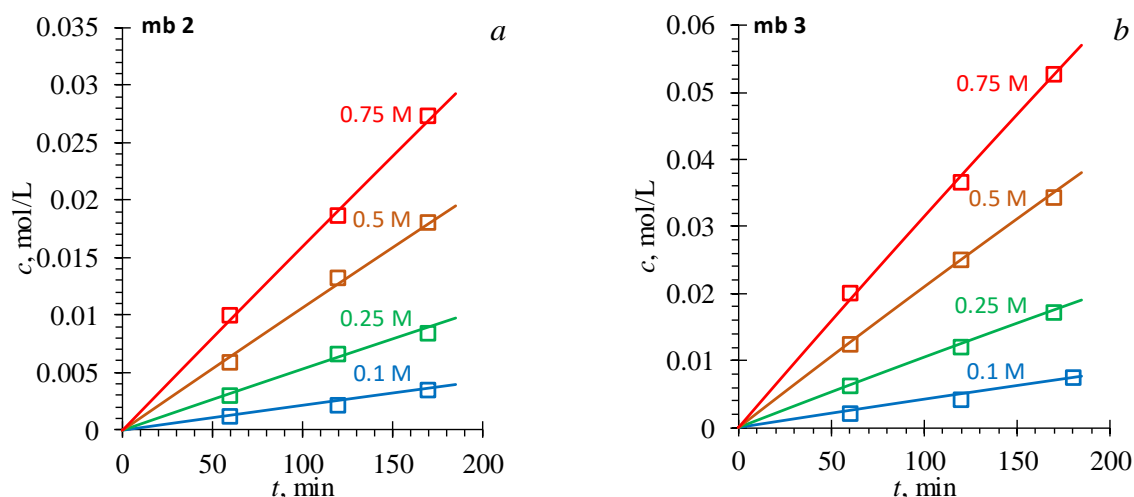 mb 2
a
0.035
0.03
0.025
0.02
0.015
0.01
0.005
0
c, mol/L
0.75 M
0.5 M
0.25 M
0.1 M
0 50 100 150 200
t, min
mb 3
b
0.06
0.05
0.04
0.03
0.02
0.01
0
c, mol/L
0.75 M
0.5 M
0.25 M
0.1 M
0 50 100 150 200
t, min